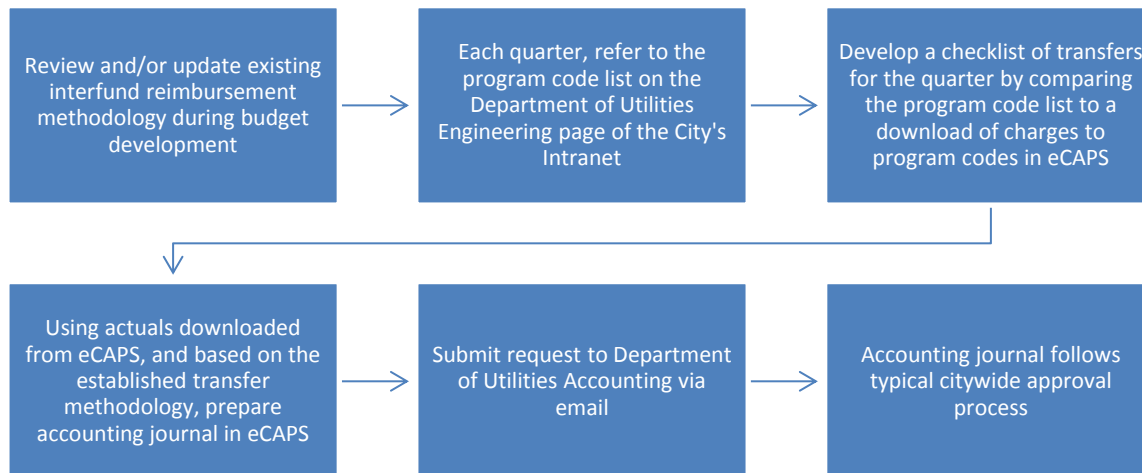 Review and/or update existing
interfund reimbursement
methodology during budget
development
Each quarter, refer to the
program code list on the
Department of Utilities
Engineering page of the City's
Intranet
Develop a checklist of transfers
for the quarter by comparing
the program code list to a
download of charges to
program codes in eCAPS
Using actuals downloaded
from eCAPS, and based on the
established transfer
methodology, prepare
accounting journal in eCAPS
Submit request to Department
of Utilities Accounting via
email
Accounting journal follows
typical citywide approval
process